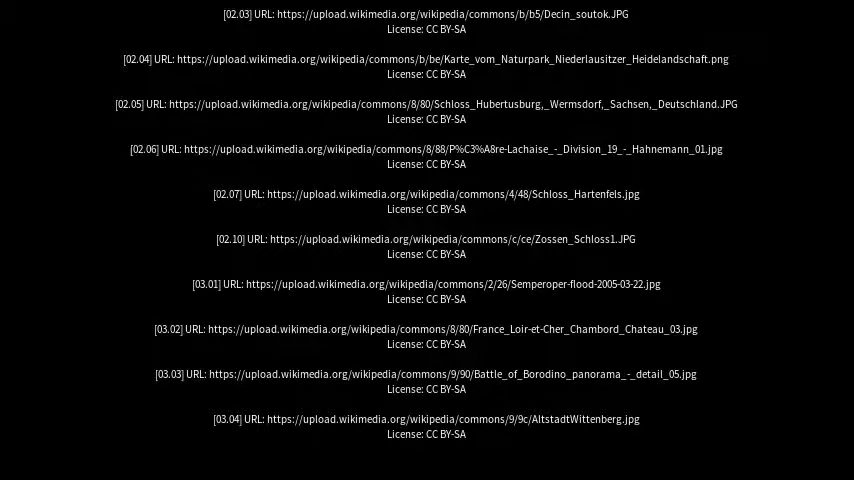 [02.03] URL: https://upload.wikimedia.org/wikipedia/commons/b/b5/Decin_soutok.JPG
License: CC BY-SA
[02.04] URL: https://upload.wikimedia.org/wikipedia/commons/b/be/Karte_vom_Naturpark_Niederlausitzer_Heidelandschaft.png
License: CC BY-SA
[02.05] URL: https://upload.wikimedia.org/wikipedia/commons/8/80/Schloss_Hubertusburg,_Wermsdorf,_Sachsen,_Deutschland.JPG
License: CC BY-SA
[02.06] URL: https://upload.wikimedia.org/wikipedia/commons/8/88/P%C3%A8re-Lachaise_-_Division_19_-_Hahnemann_01.jpg
License: CC BY-SA
[02.07] URL: https://upload.wikimedia.org/wikipedia/commons/4/48/Schloss_Hartenfels.jpg
License: CC BY-SA
[02.10] URL: https://upload.wikimedia.org/wikipedia/commons/c/ce/Zossen_Schloss1.JPG
License: CC BY-SA
[03.01] URL: https://upload.wikimedia.org/wikipedia/commons/2/26/Semperoper-flood-2005-03-22.jpg
License: CC BY-SA
[03.02] URL: https://upload.wikimedia.org/wikipedia/commons/8/80/France_Loir-et-Cher_Chambord_Chateau_03.jpg
License: CC BY-SA
[03.03] URL: https://upload.wikimedia.org/wikipedia/commons/9/90/Battle_of_Borodino_panorama_-_detail_05.jpg
License: CC BY-SA
[03.04] URL: https://upload.wikimedia.org/wikipedia/commons/9/9c/AltstadtWittenberg.jpg
License: CC BY-SA